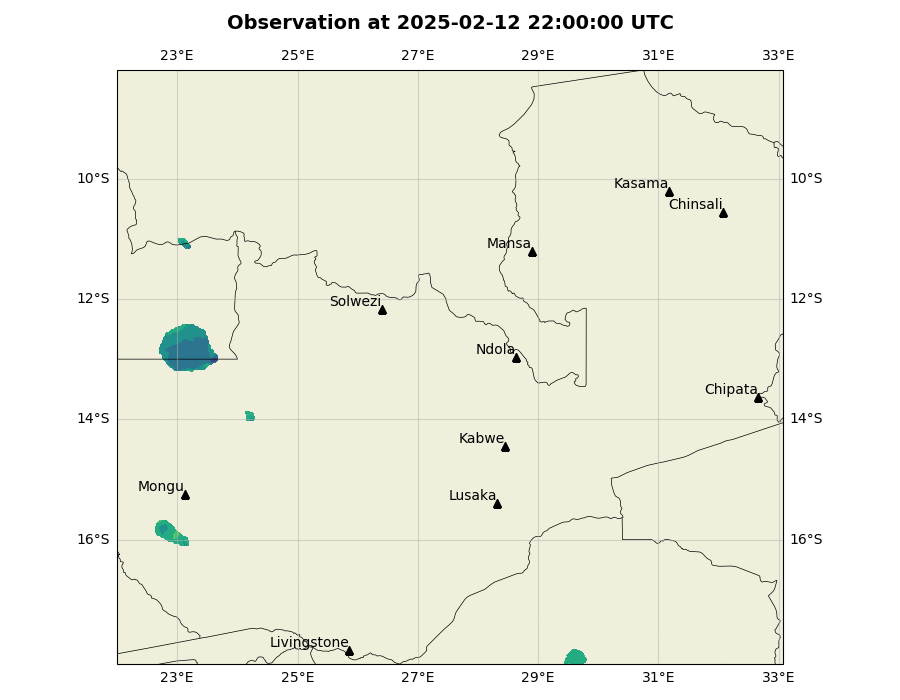 Observation at 2025-02-12 22:00:00 UTC
23°E 25°E 27°E 29°E 31°E 33°E
10°S 10°S
Kasama
Chinsali
Mansa
12°S 12°S
Solwezi
Ndola
Chipata
14°S 14°S
Kabwe
Mongu
Lusaka
16°S 16°S
Livingstone
23°E 25°E 27°E 29°E 31°E 33°E